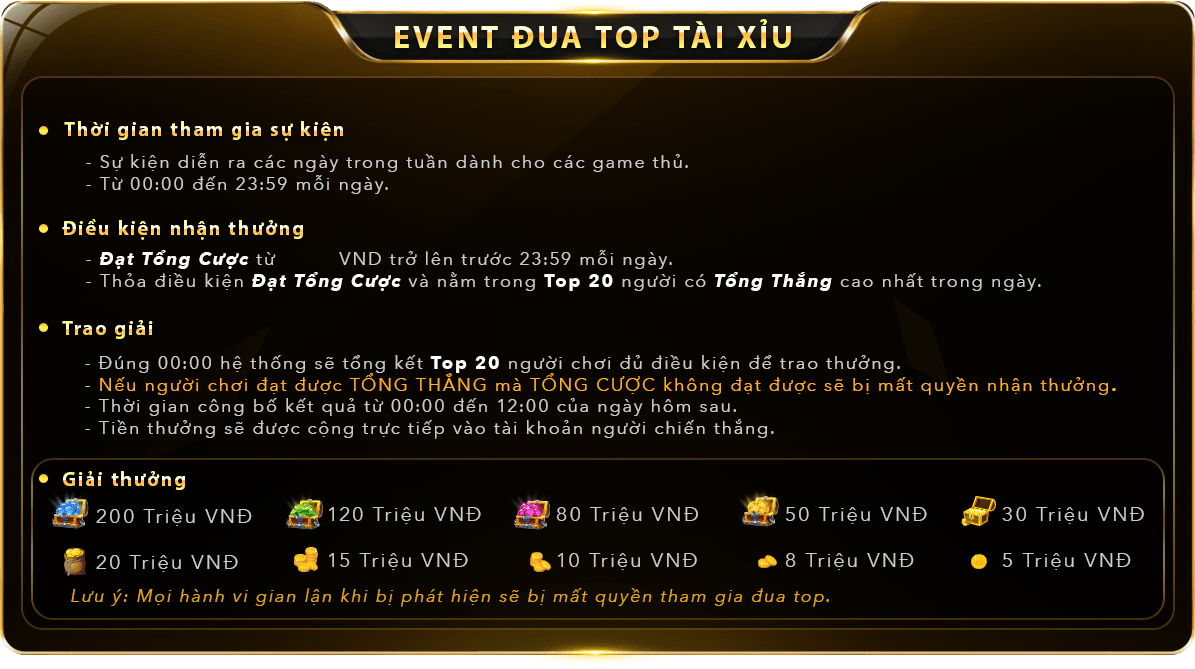 EVENT ĐUA TOP TÀI XỈU
Thời gian tham gia sự kiện
- Sự kiện diễn ra các ngày trong tuần dành cho các game thủ.
- Từ 00:00 đến 23:59 mỗi ngày.
Điều kiện nhận thưởng
- Đạt Tổng Cược từ VND trở lên trước 23:59 mỗi ngày.
- Thỏa điều kiện Đạt Tổng Cược và nằm trong Top 20 người có Tổng Thắng cao nhất trong ngày.
Trao giải
- Đúng 00:00 hệ thống sẽ tổng kết Top 20 người chơi đủ điều kiện để trao thưởng.
- Nếu người chơi đạt được TỔNG THẮNG mà TỔNG CƯỢC không đạt được sẽ bị mất quyền nhận thưởng.
- Thời gian công bố kết quả từ 00:00 đến 12:00 của ngày hôm sau.
- Tiền thưởng sẽ được cộng trực tiếp vào tài khoản người chiến thắng.
Giải thưởng
200 Triệu VNĐ 120 Triệu VNĐ 80 Triệu VNĐ 50 Triệu VNĐ 30 Triệu VNĐ
20 Triệu VNĐ 15 Triệu VNĐ 10 Triệu VNĐ 8 Triệu VNĐ 5 Triệu VNĐ
Lưu ý: Mọi hành vi gian lận khi bị phát hiện sẽ bị mất quyền tham gia đua top.